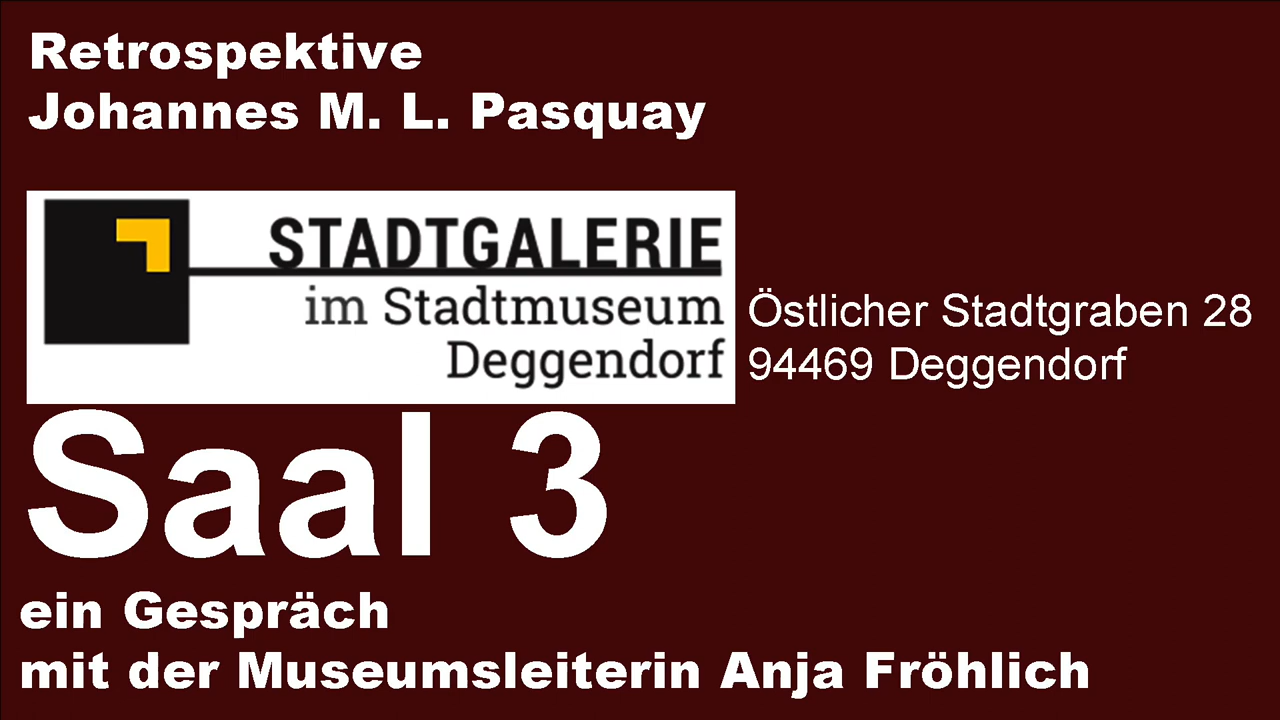 Retrospektive
Johannes M. L. Pasquay
STADTGALERIE
im Stadtmuseum
Deggendorf
Östlicher Stadtgraben 28
94469 Deggendorf
Saal 3
ein Gespräch
mit der Museumsleiterin Anja Fröhlich